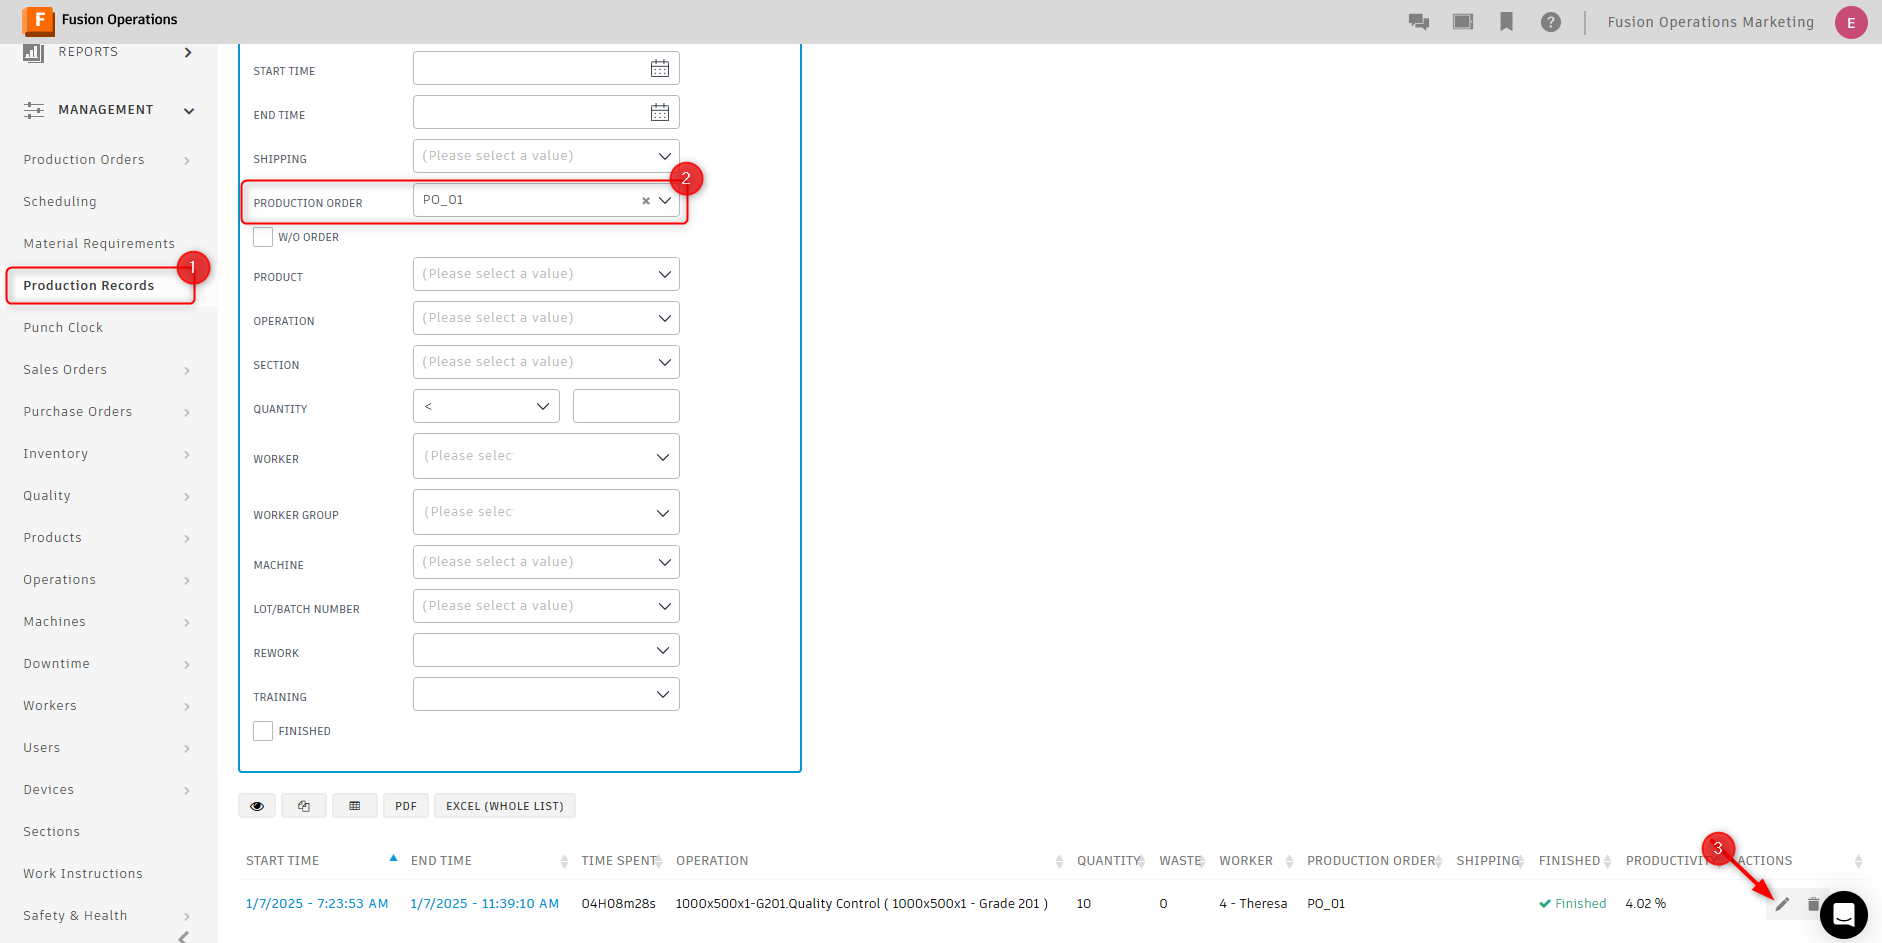 F Fusion Operations
? Fusion Operations Marketing E
REPORTS
MANAGEMENT
Production Orders
Scheduling
Material Requirements
1
Production Records
Punch Clock
Sales Orders
Purchase Orders
Inventory
Quality
Products
Operations
Machines
Downtime
Workers
Users
Devices
Sections
Work Instructions
Safety & Health
START TIME
END TIME
SHIPPING (Please select a value)
2
PRODUCTION ORDER PO_01 ×
W/O ORDER
PRODUCT (Please select a value)
OPERATION (Please select a value)
SECTION (Please select a value)
QUANTITY <
WORKER (Please selec
WORKER GROUP (Please selec
MACHINE (Please select a value)
LOT/BATCH NUMBER (Please select a value)
REWORK
TRAINING
FINISHED
PDF EXCEL (WHOLE LIST)
3
START TIME END TIME TIME SPENT OPERATION QUANTITY WASTE WORKER PRODUCTION ORDER SHIPPING FINISHED PRODUCTIVITY ACTIONS
1/7/2025 - 7:23:53 AM 1/7/2025 - 11:39:10 AM 04H08m28s 1000x500x1-G201.Quality Control ( 1000x500x1 - Grade 201 ) 10 0 4 - Theresa PO_01 Finished 4.02 %